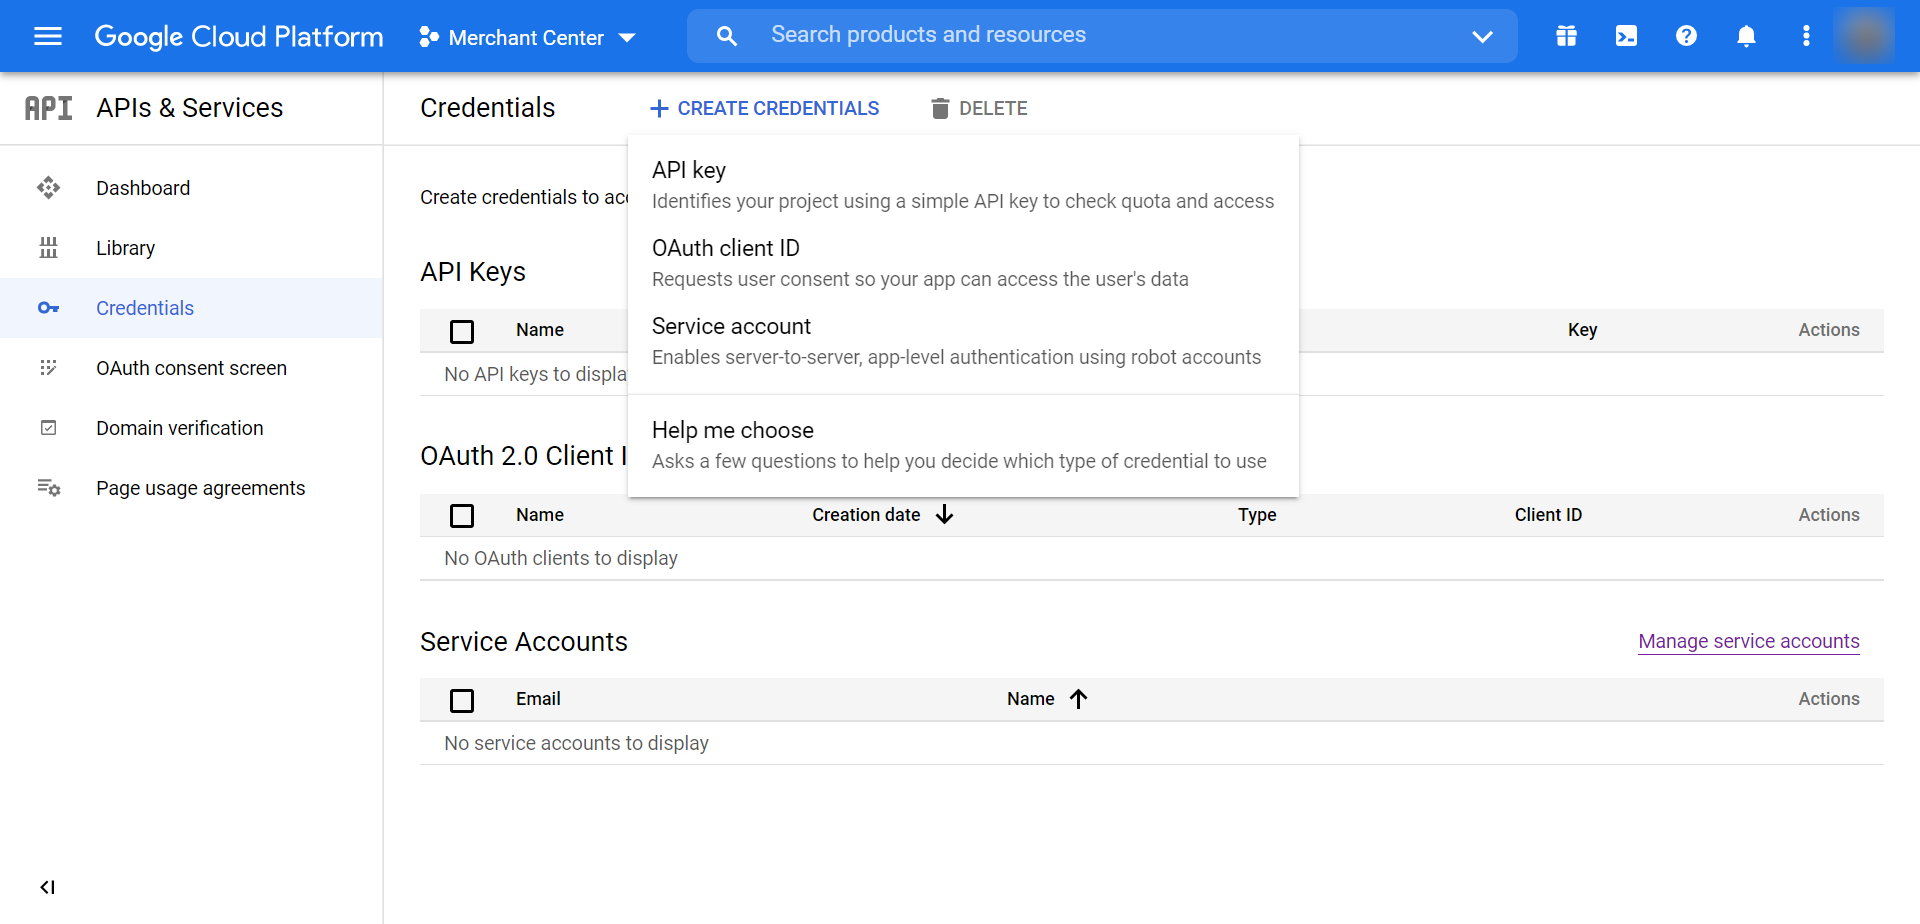 Google Cloud Platform
Merchant Center
Search products and resources
API APIs & Services
Credentials
CREATE CREDENTIALS
DELETE
Dashboard
Library
Credentials
OAuth consent screen
Domain verification
Page usage agreements
Create credentials to acc
API key
Identifies your project using a simple API key to check quota and access
OAuth client ID
Requests user consent so your app can access the user's data
Service account
Enables server-to-server, app-level authentication using robot accounts
Help me choose
Asks a few questions to help you decide which type of credential to use
API Keys
Name Key Actions
No API keys to displa
OAuth 2.0 Client I
Name Creation date Type Client ID Actions
No OAuth clients to display
Service Accounts
Manage service accounts
Email Name Actions
No service accounts to display